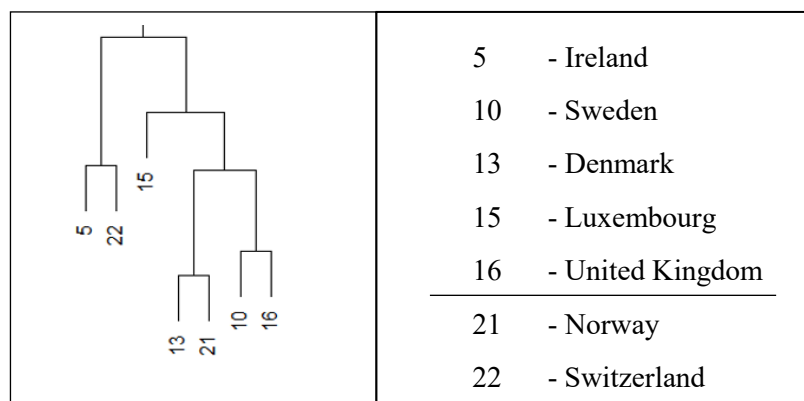 5
22
15
13
21
10
16
5 - Ireland
10 - Sweden
13 - Denmark
15 - Luxembourg
16 - United Kingdom
21 - Norway
22 - Switzerland